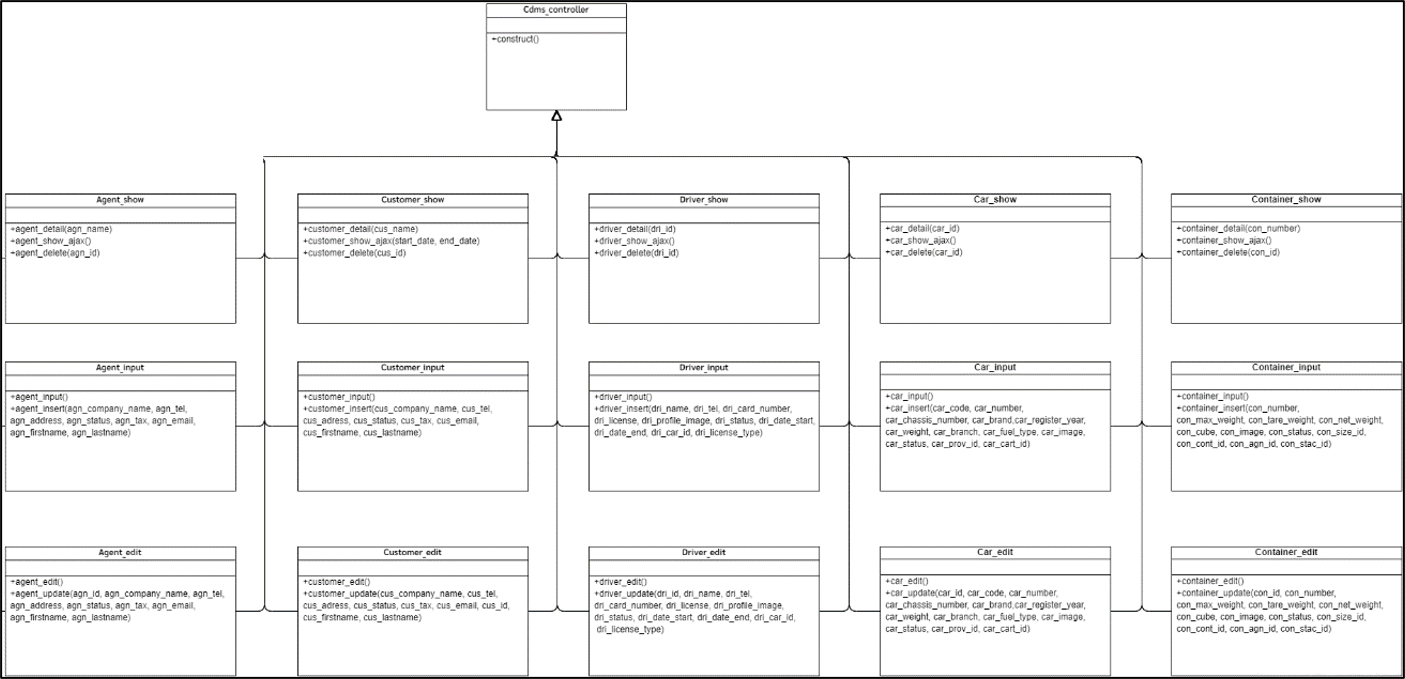 Cdms_controller
+construct()
Agent_show
+agent_detail(agn_name)
+agent_show_ajax()
+agent_delete(agn_id)
Customer_show
+customer_detail(cus_name)
+customer_show_ajax(start_date, end_date)
+customer_delete(cus_id)
Driver_show
+driver_detail(dri_id)
+driver_show_ajax()
+driver_delete(dri_id)
Car_show
+car_detail(car_id)
+car_show_ajax()
+car_delete(car_id)
Container_show
+container_detail(con_number)
+container_show_ajax()
+container_delete(con_id)
Agent_input
+agent_input()
+agent_insert(agn_company_name, agn_tel,
agn_address, agn_status, agn_tax, agn_email,
agn_firstname, agn_lastname)
Customer_input
+customer_input()
+customer_insert(cus_company_name, cus_tel,
cus_adress, cus_status, cus_tax, cus_email,
cus_firstname, cus_lastname)
Driver_input
+driver_input()
+driver_insert(dri_name, dri_tel, dri_card_number,
dri_license, dri_profile_image, dri_status, dri_date_start,
dri_date_end, dri_car_id, dri_license_type)
Car_input
+car_input()
+car_insert(car_code, car_number,
car_chassis_number, car_brand,car_register_year,
car_weight, car_branch, car_fuel_type, car_image,
car_status, car_prov_id, car_cart_id)
Container_input
+container_input()
+container_insert(con_number,
con_max_weight, con_tare_weight, con_net_weight,
con_cube, con_image, con_status, con_size_id,
con_cont_id, con_agn_id, con_stac_id)
Agent_edit
+agent_edit()
+agent_update(agn_id, agn_company_name, agn_tel,
agn_address, agn_status, agn_tax, agn_email,
agn_firstname, agn_lastname)
Customer_edit
+customer_edit()
+customer_update(cus_company_name, cus_tel,
cus_adress, cus_status, cus_tax, cus_email, cus_id,
cus_firstname, cus_lastname)
Driver_edit
+driver_edit()
+driver_update(dri_id, dri_name, dri_tel,
dri_card_number, dri_license, dri_profile_image,
dri_status, dri_date_start, dri_date_end, dri_car_id,
dri_license_type)
Car_edit
+car_edit()
+car_update(car_id, car_code, car_number,
car_chassis_number, car_brand,car_register_year,
car_weight, car_branch, car_fuel_type, car_image,
car_status, car_prov_id, car_cart_id)
Container_edit
+container_edit()
+container_update(con_id, con_number,
con_max_weight, con_tare_weight, con_net_weight,
con_cube, con_image, con_status, con_size_id,
con_cont_id, con_agn_id, con_stac_id)